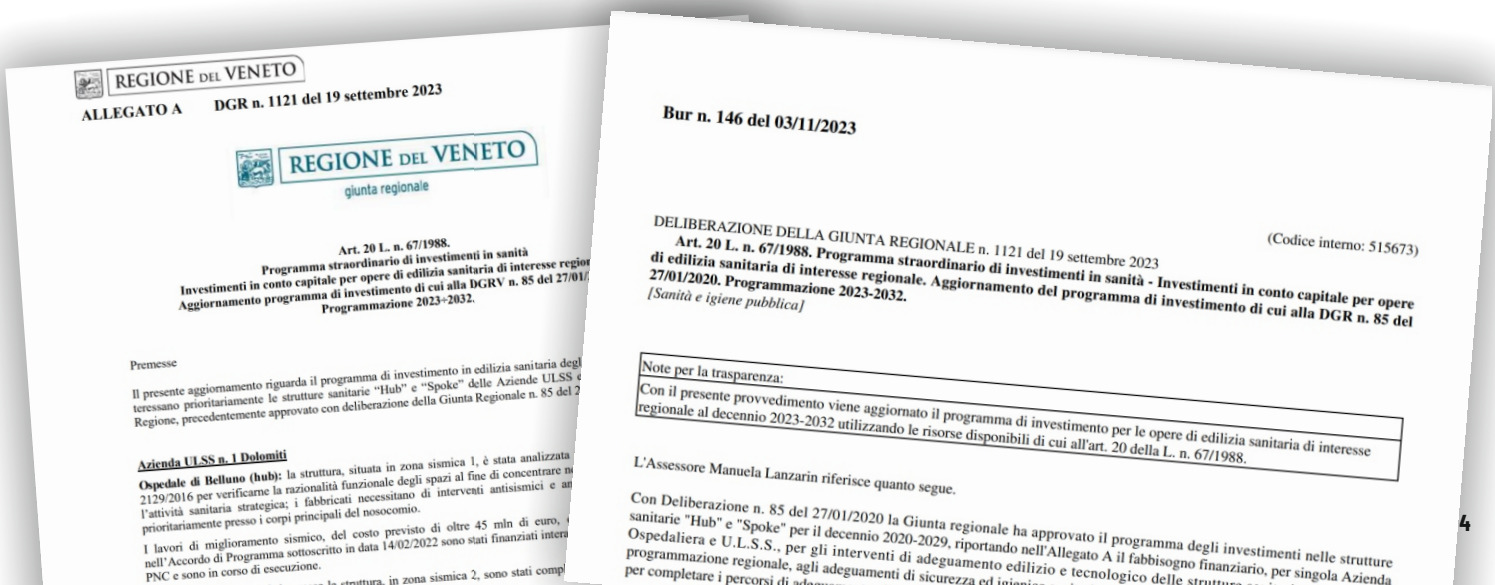 REGIONE DEL VENETO
ALLEGATO A DGR n. 1121 del 19 settembre 2023
REGIONE DEL VENETO
giunta regionale
Art. 20 L. n. 67/1988.
Programma straordinario di investimenti in sanità
Investimenti in conto capitale per opere di edilizia sanitaria di interesse
Aggiornamento programma di investimento di cui alla DGRV n. 85 del 27/01/
Programmazione 2023÷2032.
Premesse
Il presente aggiornamento riguarda il programma di investimento in edilizia sanitaria
teressano prioritariamente le strutture sanitarie "Hub" e "Spoke" delle Aziende ULSS
Regione, precedentemente approvato con deliberazione della Giunta Regionale n. 85 del
Azienda ULSS n. 1 Dolomiti
Ospedale di Belluno (hub): la struttura, situata in zona sismica 1, è stata analizzata
2129/2016 per verificarne la razionalità funzionale degli spazi al fine di concentrare
l'attività sanitaria strategica; i fabbricati necessitano di interventi antisismici e
prioritariamente presso i corpi principali del nosocomio.
I lavori di miglioramento sismico, del costo previsto di oltre 45 mln di euro,
nell'Accordo di Programma sottoscritto in data 14/02/2022 sono stati finanziati
PNC e sono in corso di esecuzione.
struttura, in zona sismica 2, sono stati
Bur n. 146 del 03/11/2023
(Codice interno: 515673)
DELIBERAZIONE DELLA GIUNTA REGIONALE n. 1121 del 19 settembre 2023
Art. 20 L. n. 67/1988. Programma straordinario di investimenti in sanità - Investimenti in conto capitale per opere
di edilizia sanitaria di interesse regionale. Aggiornamento del programma di investimento di cui alla DGR n. 85 del
27/01/2020. Programmazione 2023-2032.
[Sanità e igiene pubblica]
Note per la trasparenza:
Con il presente provvedimento viene aggiornato il programma di investimento per le opere di edilizia sanitaria di interesse
regionale al decennio 2023-2032 utilizzando le risorse disponibili di cui all'art. 20 della L. n. 67/1988.
L'Assessore Manuela Lanzarin riferisce quanto segue.
Con Deliberazione n. 85 del 27/01/2020 la Giunta regionale ha approvato il programma degli investimenti nelle strutture
sanitarie "Hub" e "Spoke" per il decennio 2020-2029, riportando nell'Allegato A il fabbisogno finanziario, per singola Azienda
Ospedaliera e U.L.S.S., per gli interventi di adeguamento edilizio e tecnologico delle strutture
programmazione regionale, agli adeguamenti di sicurezza ed
per completare i percorsi di
4